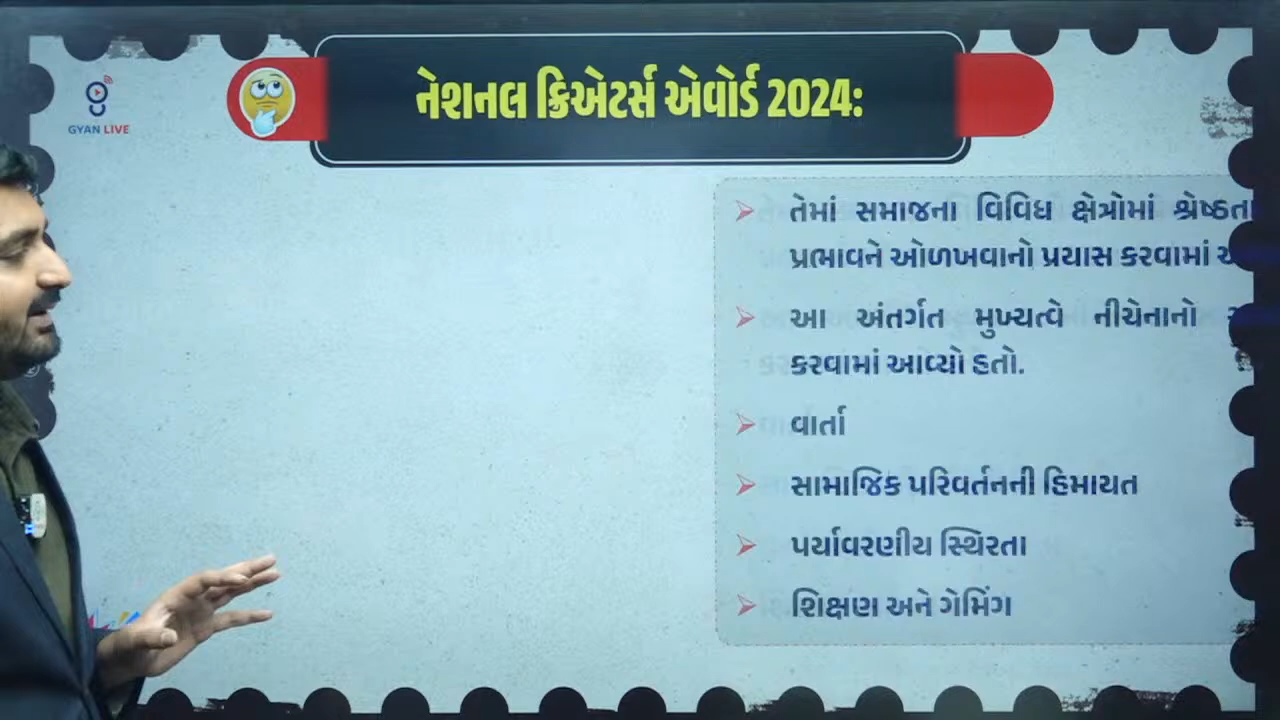 નેશનલ ક્રિએટર્સ એવોર્ડ 2024:
GYAN LIVE
તેમાં સમાજના વિવિધ ક્ષેત્રોમાં શ્રેષ્ઠતા
પ્રભાવને ઓળખવાનો પ્રયાસ કરવામાં
આ અંતર્ગત મુખ્યત્વે નીચેનાનો
કરવામાં આવ્યો હતો.
વાર્તા
સામાજિક પરિવર્તનની હિમાયત
પર્યાવરણીય સ્થિરતા
શિક્ષણ અને ગેમિંગ